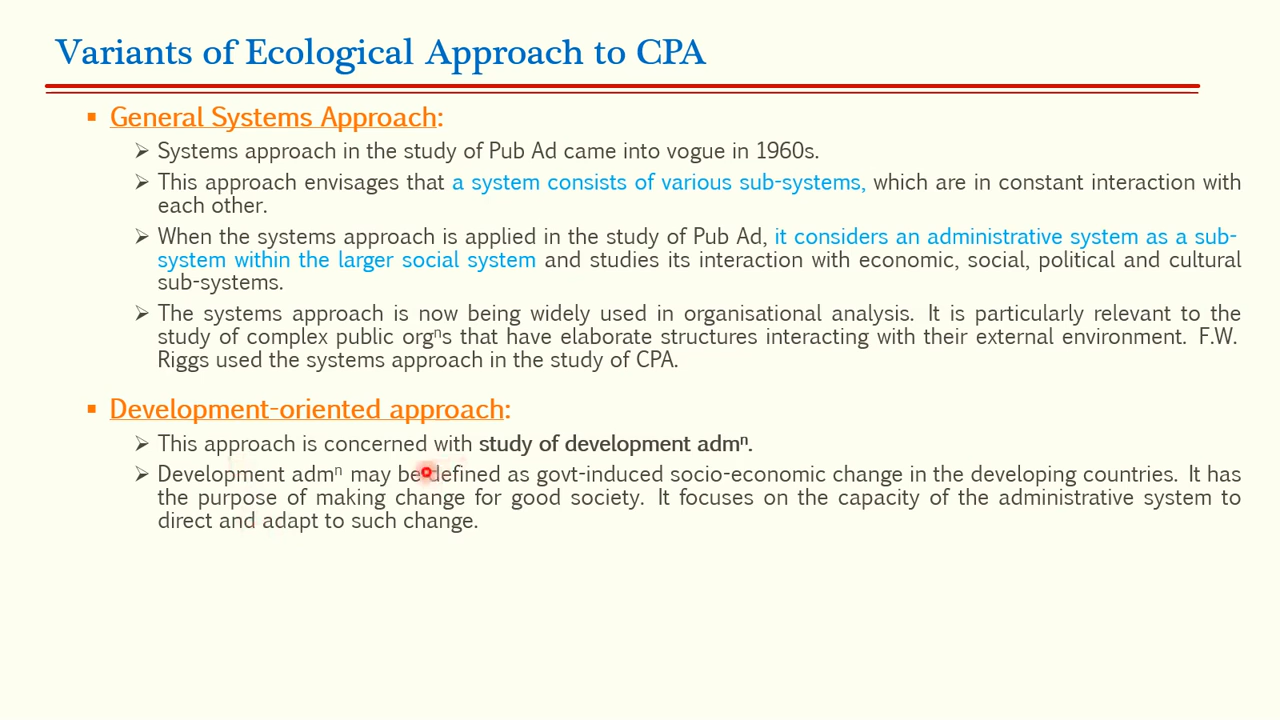 Variants of Ecological Approach to CPA
▪ General Systems Approach:
➢ Systems approach in the study of Pub Ad came into vogue in 1960s.
➢ This approach envisages that a system consists of various sub-systems, which are in constant interaction with
each other.
➢ When the systems approach is applied in the study of Pub Ad, it considers an administrative system as a sub-
system within the larger social system and studies its interaction with economic, social, political and cultural
sub-systems.
➢ The systems approach is now being widely used in organisational analysis. It is particularly relevant to the
study of complex public orgⁿs that have elaborate structures interacting with their external environment. F.W.
Riggs used the systems approach in the study of CPA.
▪ Development-oriented approach:
➢ This approach is concerned with study of development admⁿ.
➢ Development admⁿ may be defined as govt-induced socio-economic change in the developing countries. It has
the purpose of making change for good society. It focuses on the capacity of the administrative system to
direct and adapt to such change.